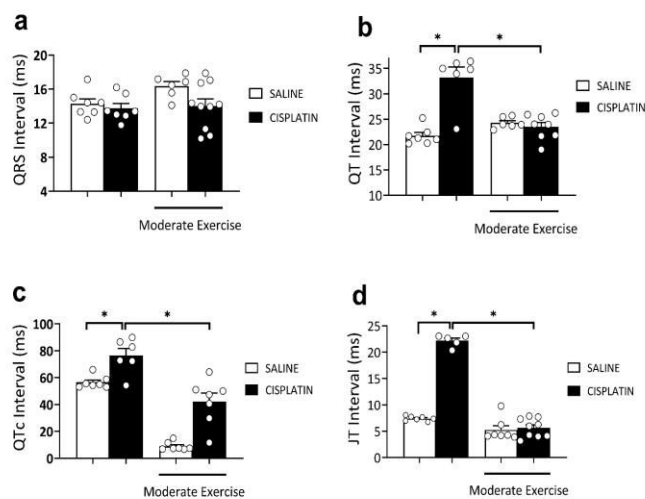 a
QRS Interval (ms)
20
16
12
8
4
SALINE
CISPLATIN
Moderate Exercise
b
QT Interval (ms)
35
30
25
20
15
10
*
*
SALINE
CISPLATIN
Moderate Exercise
c
QTc Interval (ms)
100
80
60
40
20
0
*
*
SALINE
CISPLATIN
Moderate Exercise
d
JT Interval (ms)
25
20
15
10
5
0
*
*
SALINE
CISPLATIN
Moderate Exercise